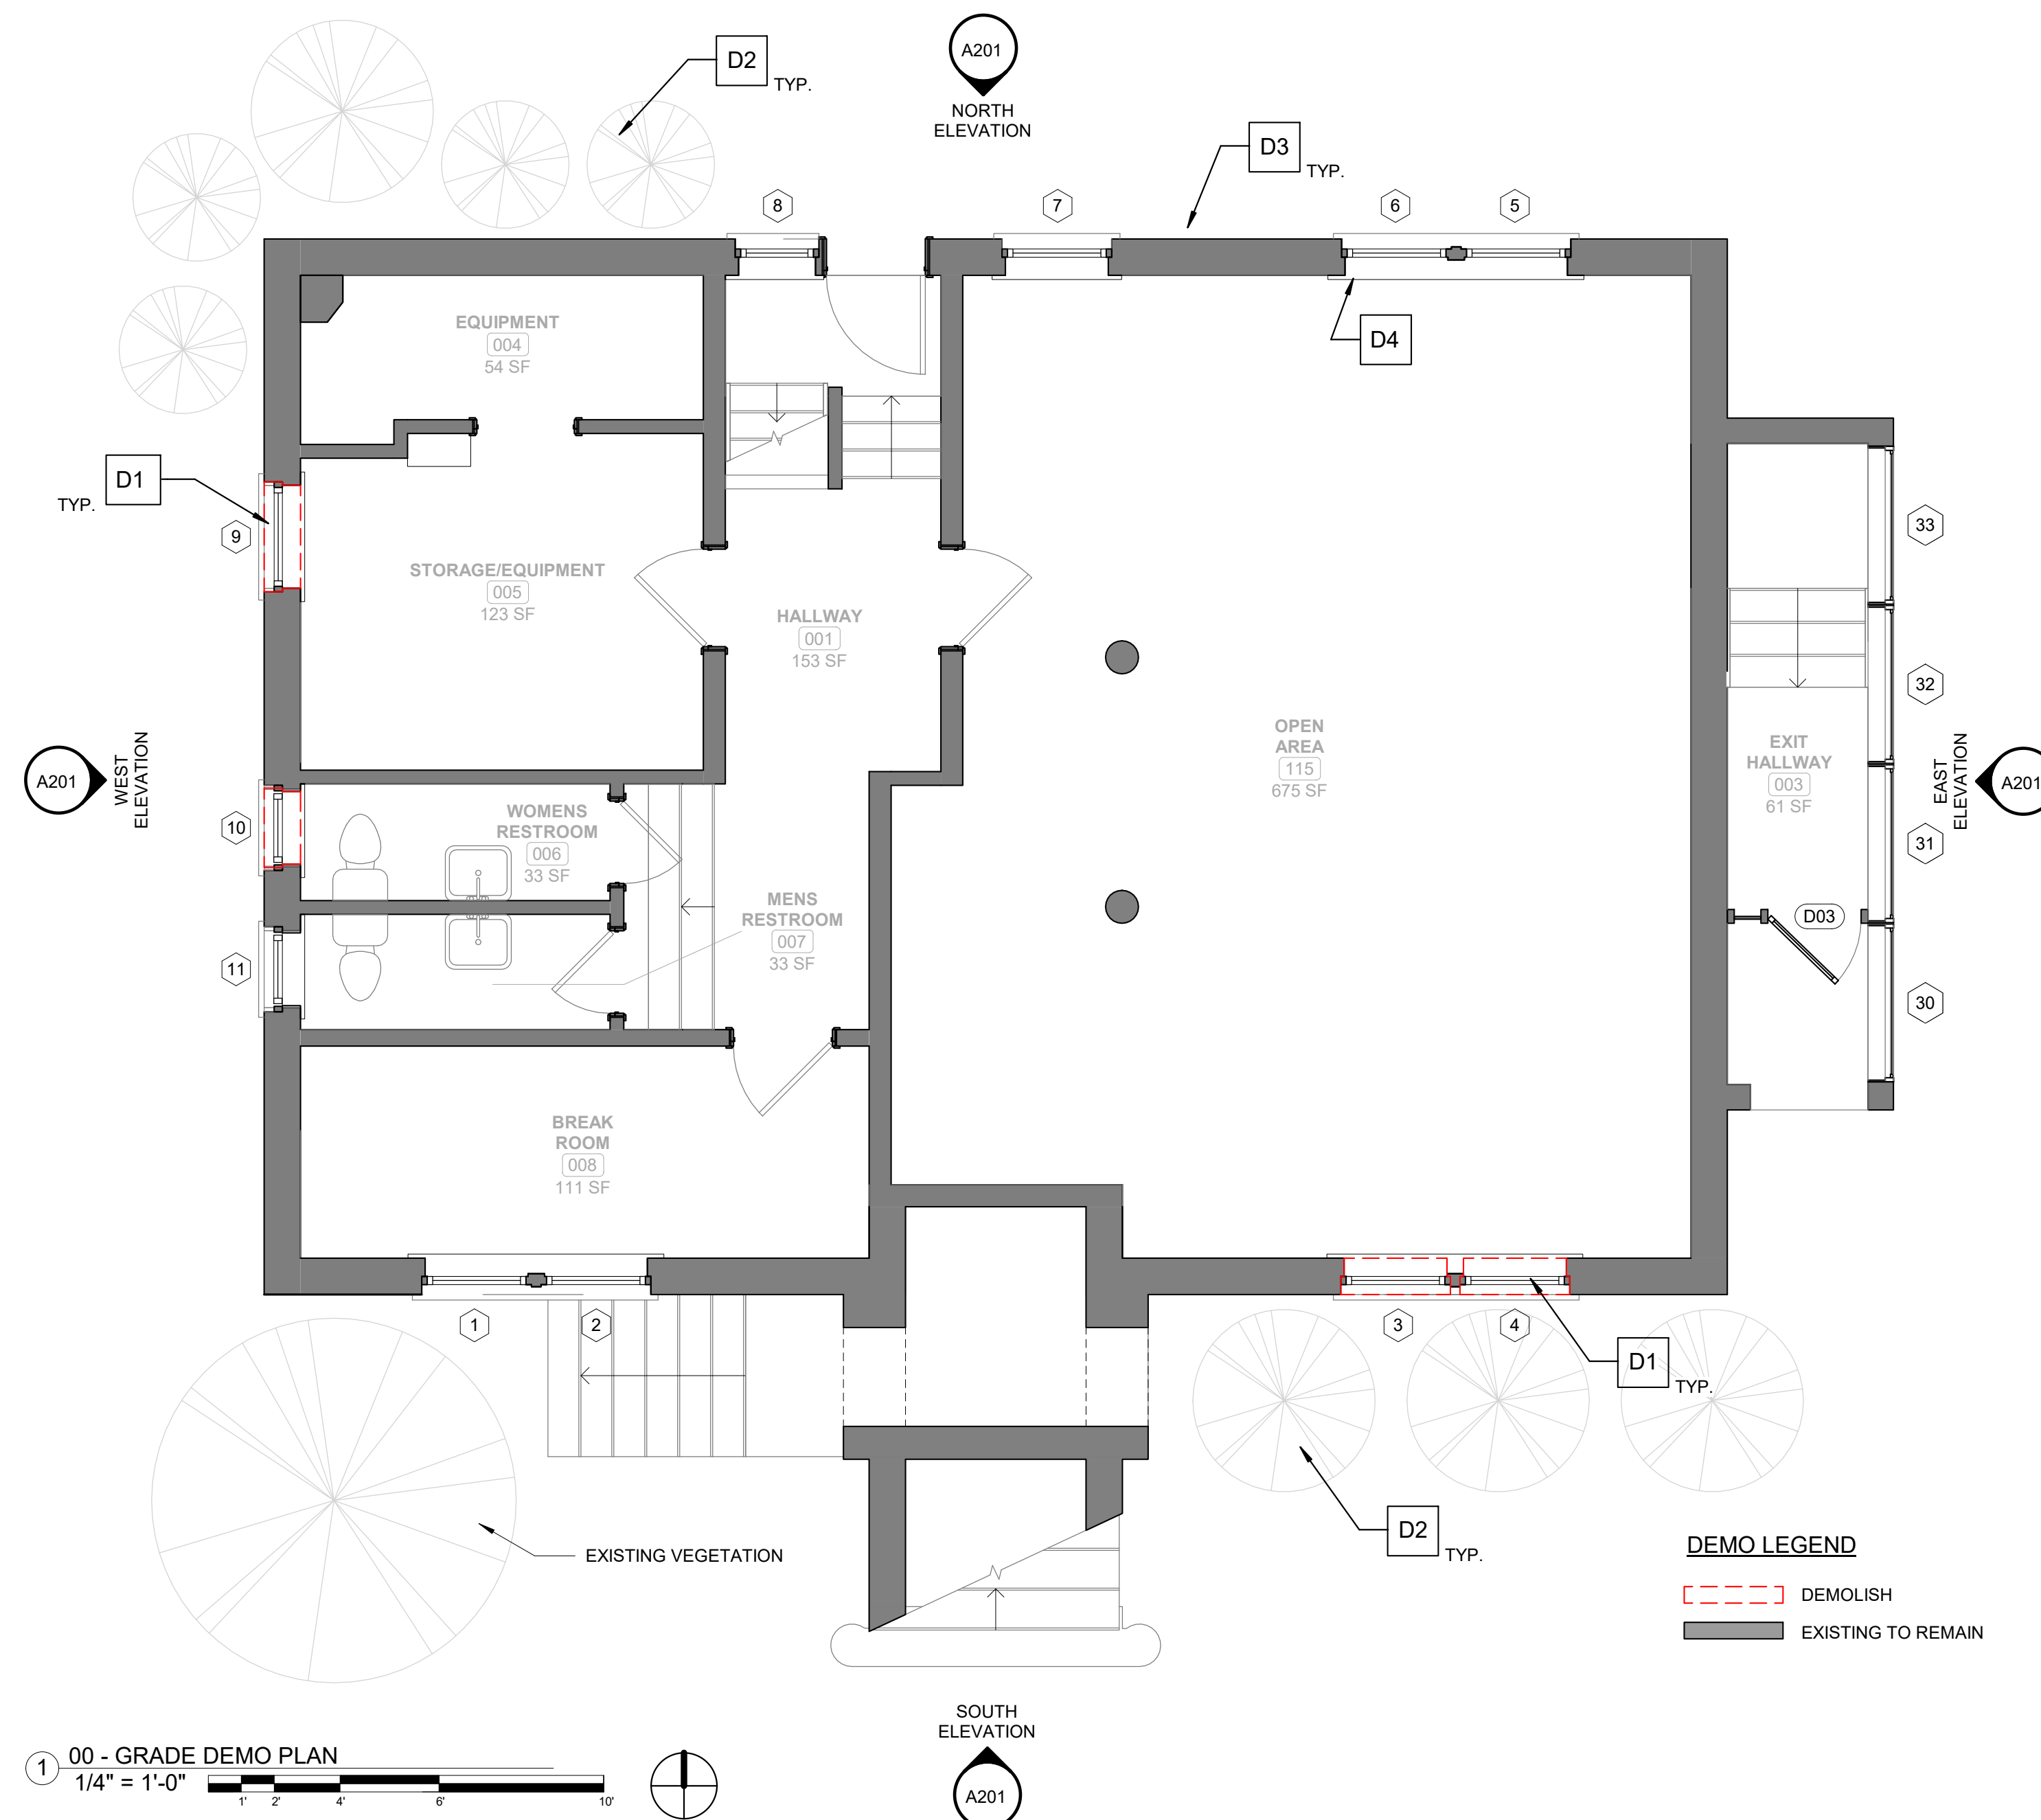 D2
TYP.
A201
NORTH
ELEVATION
D3
TYP.
8
7
6
5
D4
EQUIPMENT
004
54 SF
D1
TYP.
9
STORAGE/EQUIPMENT
005
123 SF
HALLWAY
001
153 SF
33
32
31
30
OPEN
AREA
115
675 SF
EXIT
HALLWAY
003
61 SF
D03
A201
WEST
ELEVATION
EAST
ELEVATION
A201
10
WOMENS
RESTROOM
006
33 SF
MENS
RESTROOM
007
33 SF
11
BREAK
ROOM
008
111 SF
1
2
3
4
D1
TYP.
D2
TYP.
EXISTING VEGETATION
DEMO LEGEND
DEMOLISH
EXISTING TO REMAIN
SOUTH
ELEVATION
A201
1
00 - GRADE DEMO PLAN
1/4" = 1'-0"
1' 2' 4' 6' 10'